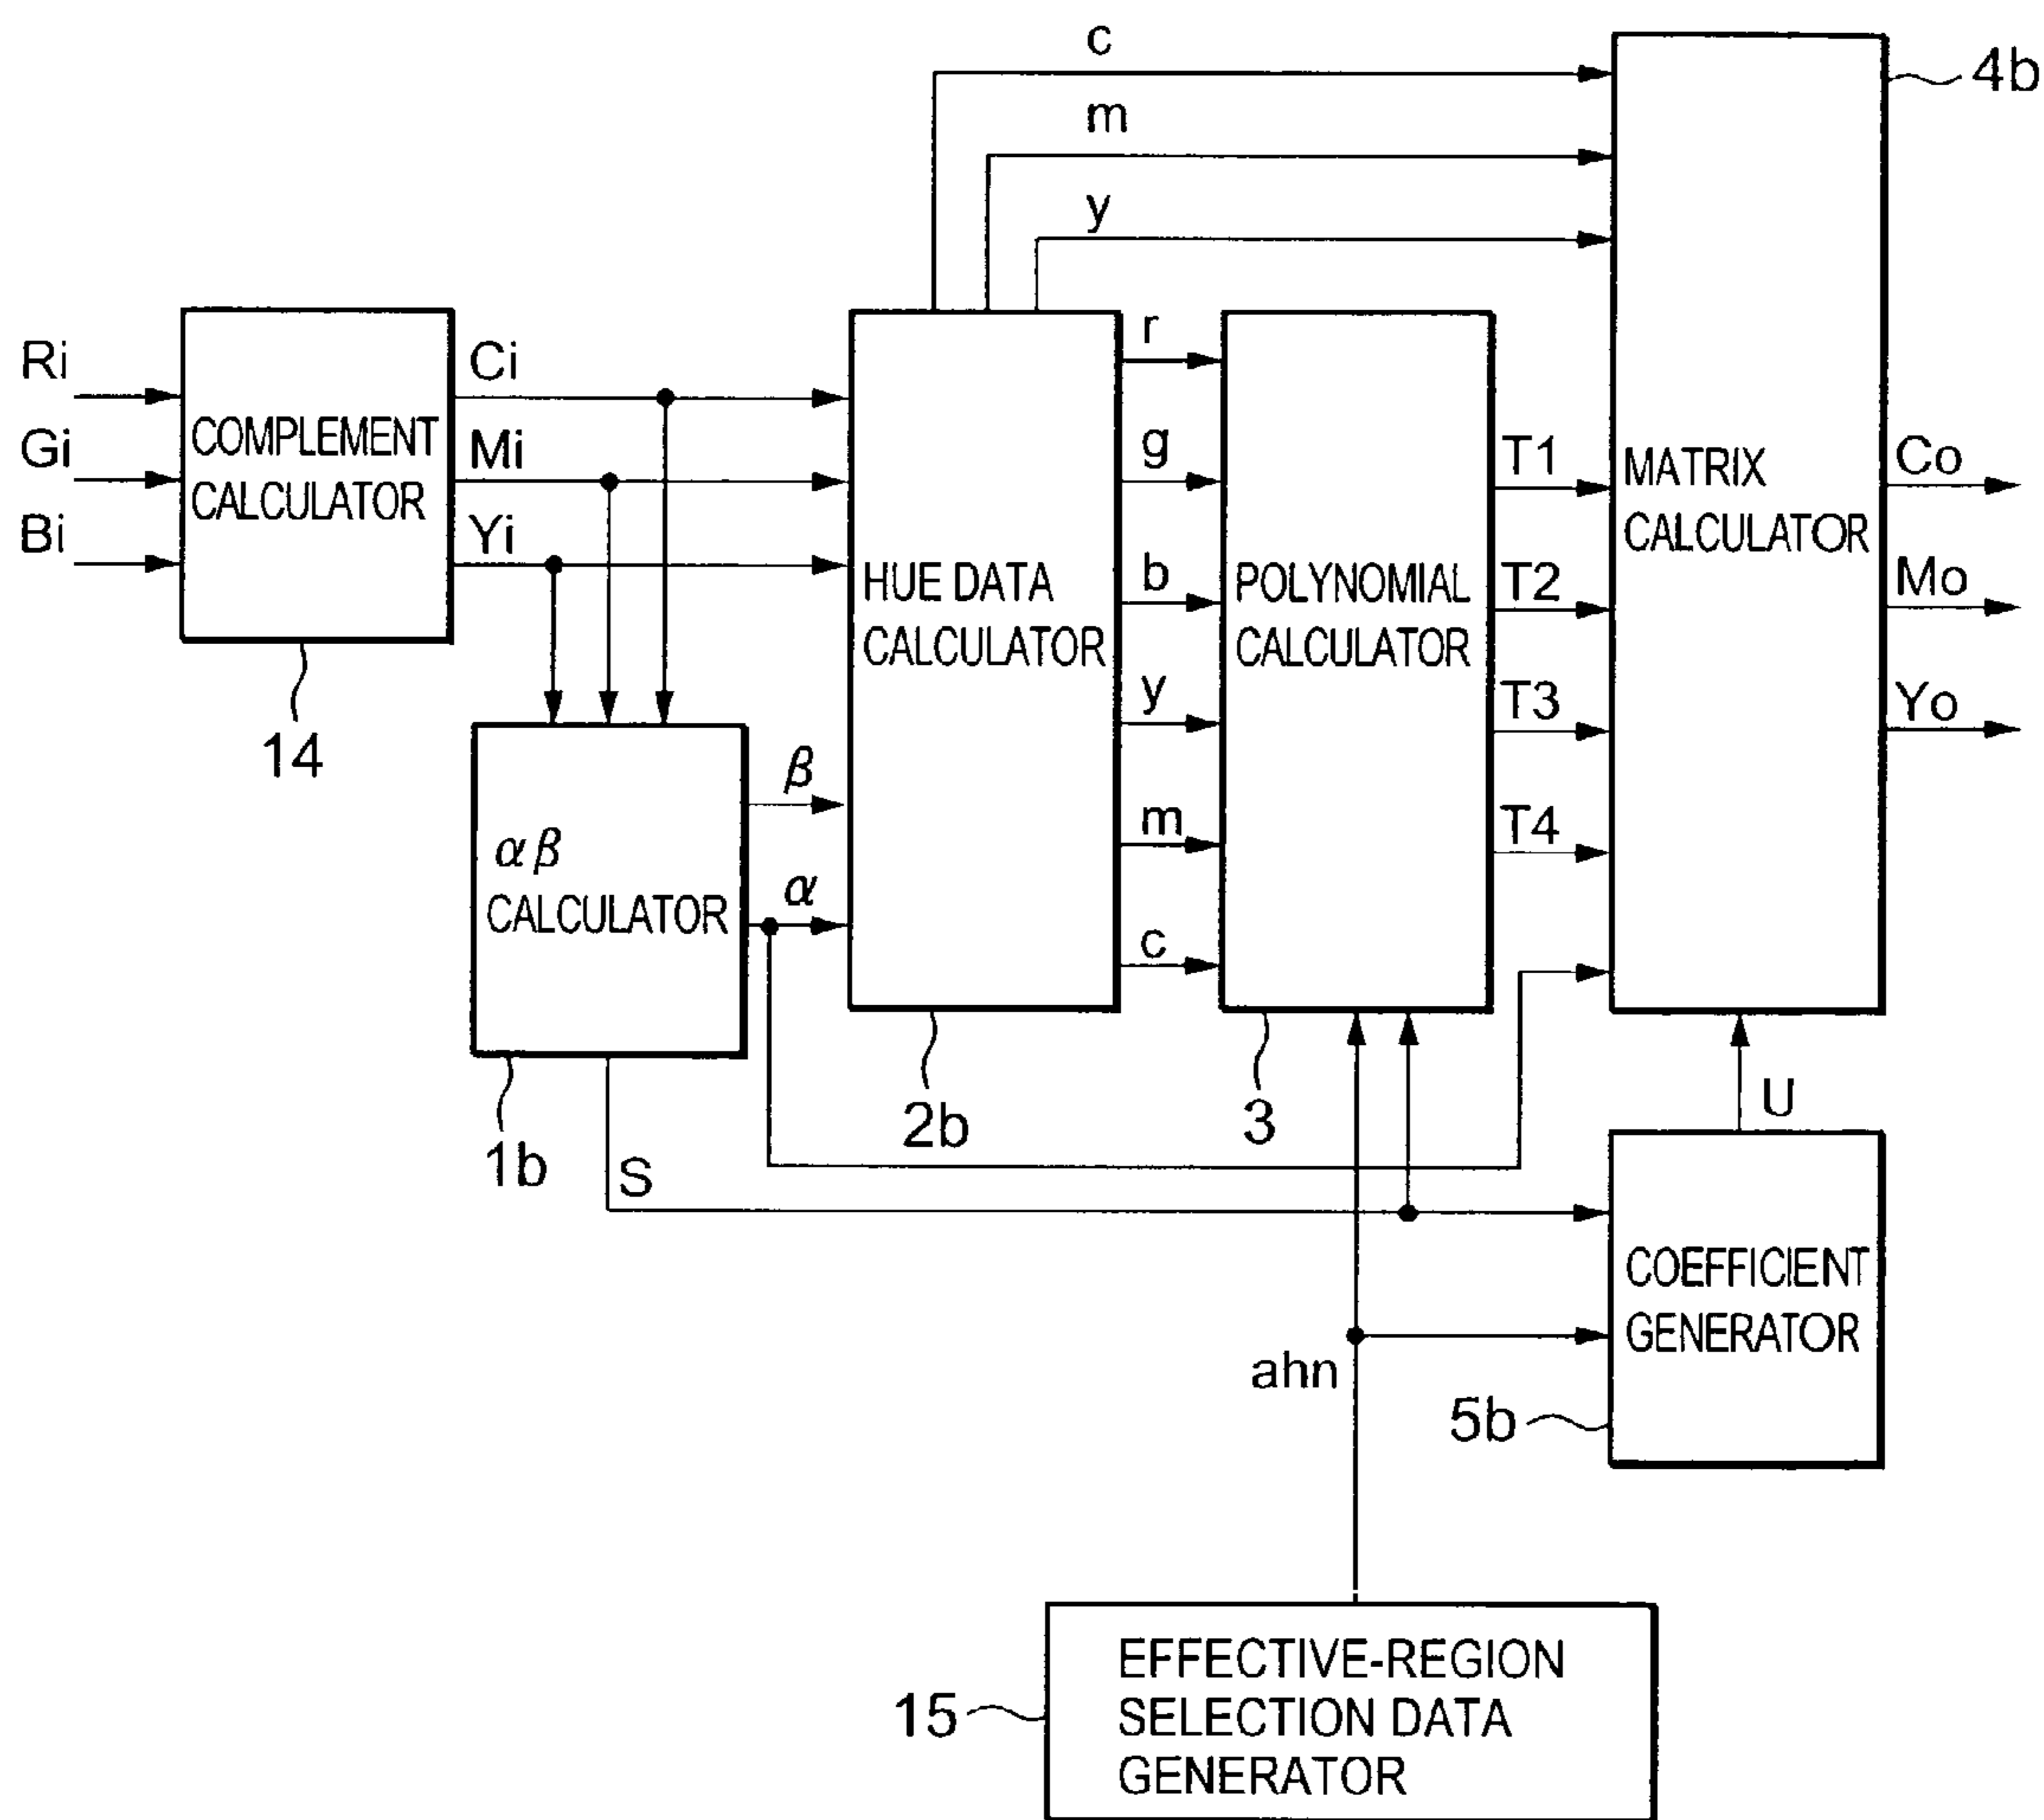 c
4b
m
y
Ri
Gi
Bi
COMPLEMENT
CALCULATOR
14
Ci
Mi
Yi
HUE DATA
CALCULATOR
2b
r
g
b
y
m
c
POLYNOMIAL
CALCULATOR
3
T1
T2
T3
T4
MATRIX
CALCULATOR
Co
Mo
Yo
αβ
CALCULATOR
1b
β
α
S
U
COEFFICIENT
GENERATOR
5b
ahn
15
EFFECTIVE-REGION
SELECTION DATA
GENERATOR